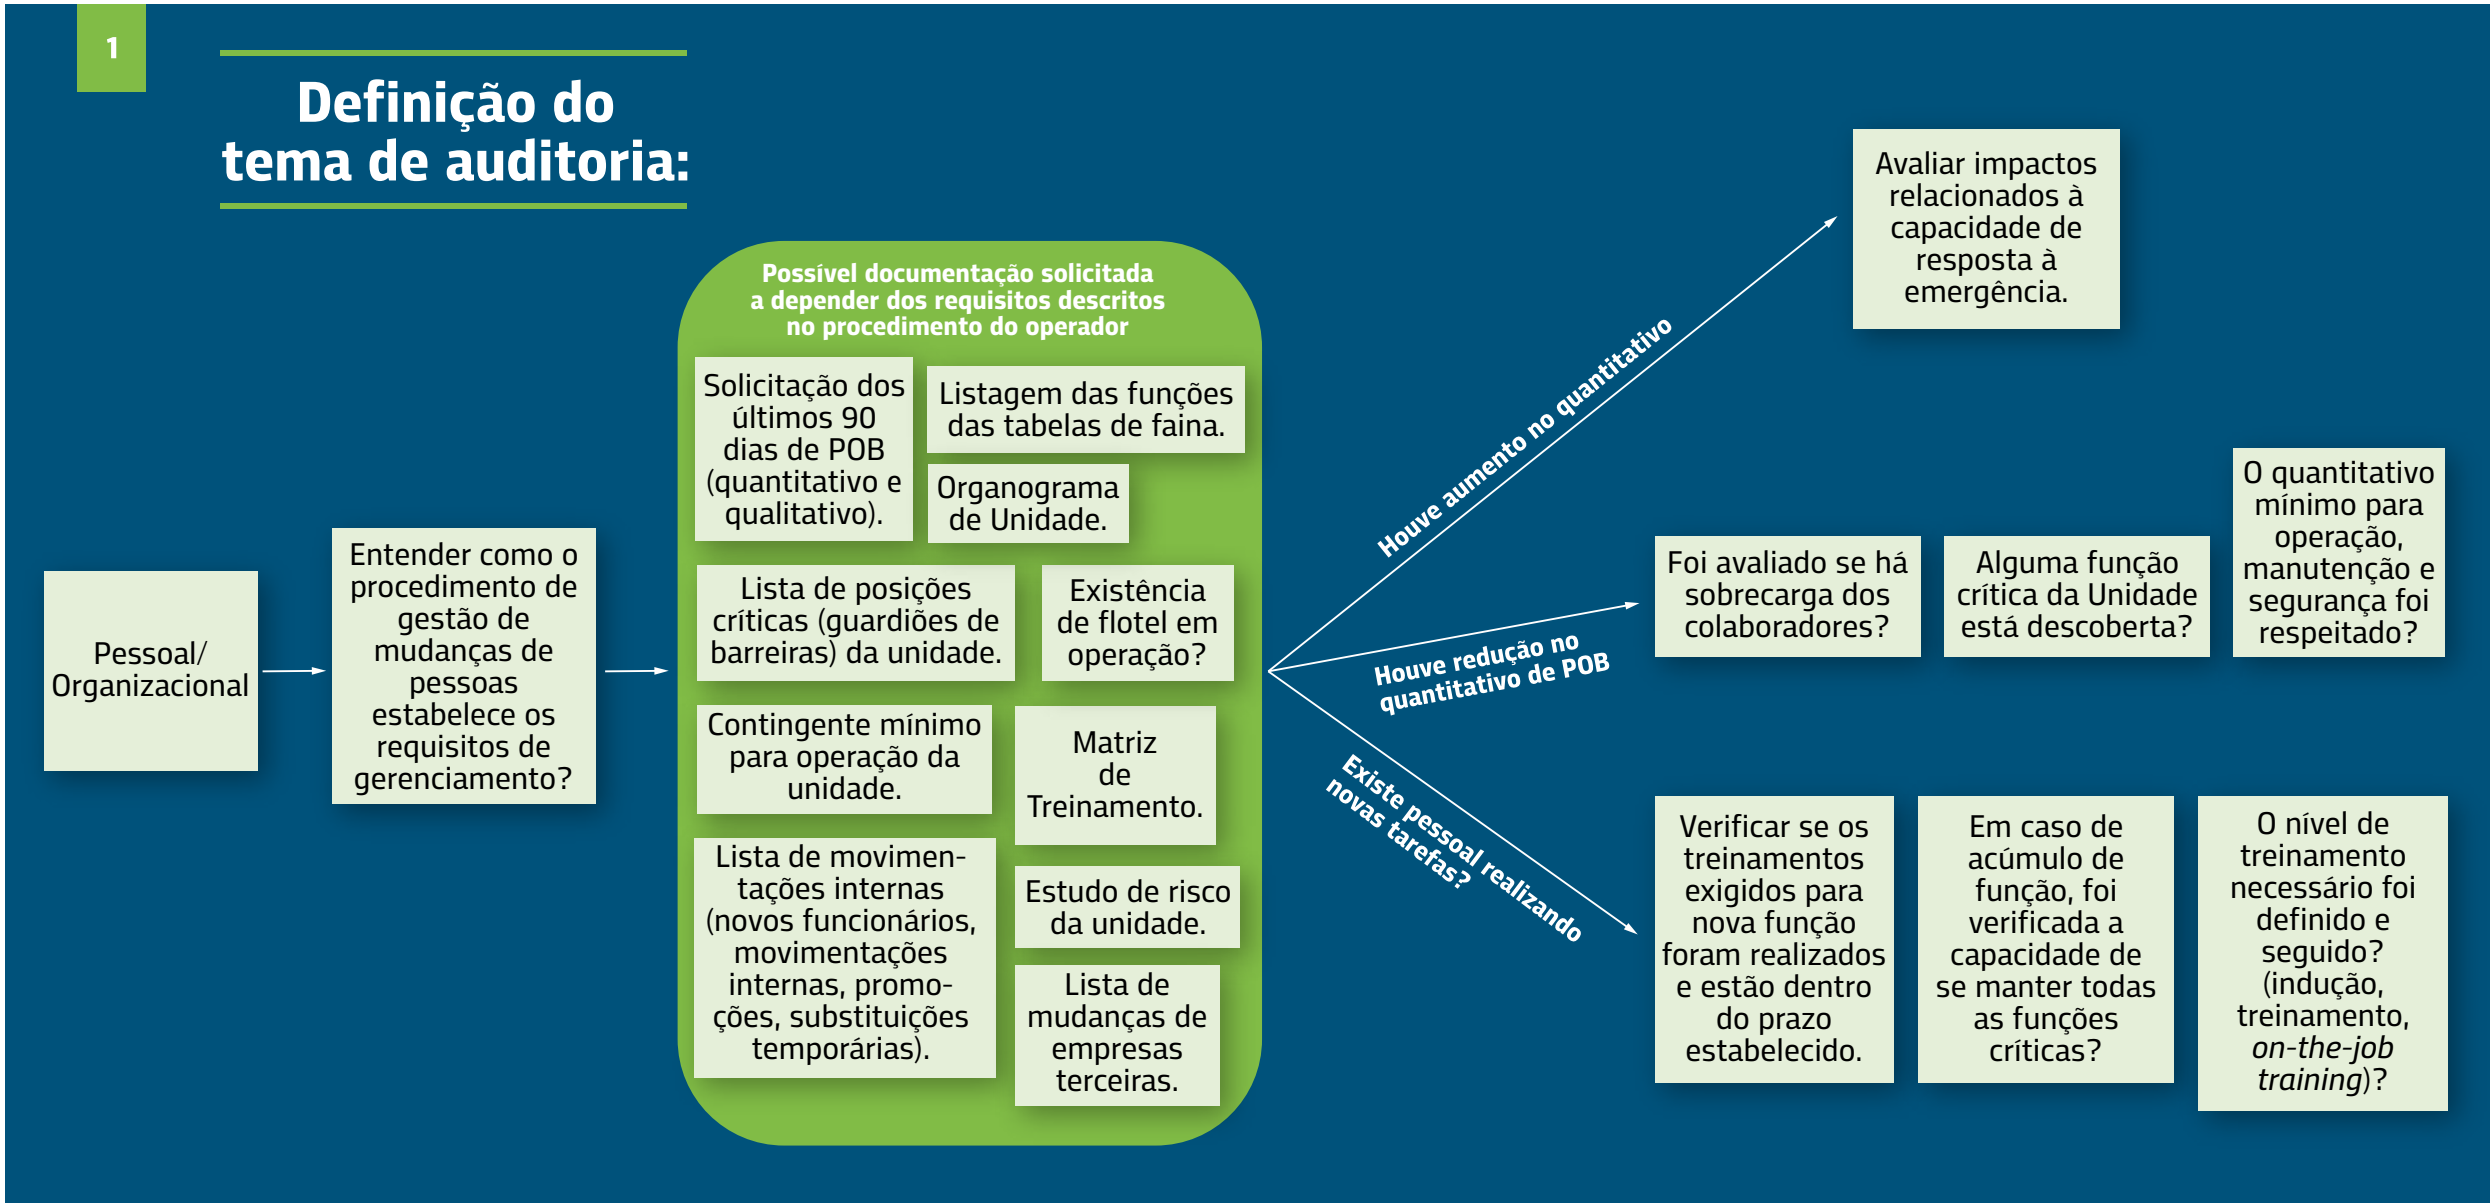 1
Definição do
tema de auditoria:
Pessoal/
Organizacional
Entender como o
procedimento de
gestão de
mudanças de
pessoas
estabelece os
requisitos de
gerenciamento?
Possível documentação solicitada
a depender dos requisitos descritos
no procedimento do operador
Solicitação dos
últimos 90
dias de POB
(quantitativo e
qualitativo).
Listagem das funções
das tabelas de faina.
Organograma
de Unidade.
Lista de posições
críticas (guardiões de
barreiras) da unidade.
Existência
de flotel em
operação?
Contingente mínimo
para operação da
unidade.
Matriz
de
Treinamento.
Lista de movimen-
tações internas
(novos funcionários,
movimentações
internas, promo-
ções, substituições
temporárias).
Estudo de risco
da unidade.
Lista de
mudanças de
empresas
terceiras.
Houve aumento no quantitativo
Avaliar impactos
relacionados à
capacidade de
resposta à
emergência.
Houve redução no
quantitativo de POB
Foi avaliado se há
sobrecarga dos
colaboradores?
Alguma função
crítica da Unidade
está descoberta?
O quantitativo
mínimo para
operação,
manutenção e
segurança foi
respeitado?
Existe pessoal realizando
novas tarefas?
Verificar se os
treinamentos
exigidos para
nova função
foram realizados
e estão dentro
do prazo
estabelecido.
Em caso de
acúmulo de
função, foi
verificada a
capacidade de
se manter todas
as funções
críticas?
O nível de
treinamento
necessário foi
definido e
seguido?
(indução,
treinamento,
on-the-job
training)?